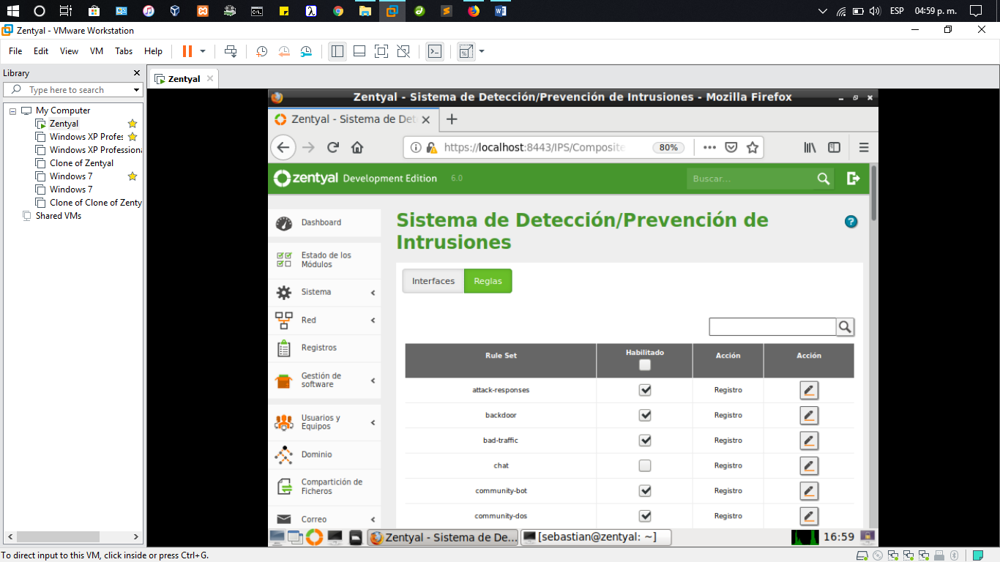 ESP 04:59 p. m.
Zentyal - VMware Workstation
File Edit View VM Tabs Help
Library
Type here to search
My Computer
Zentyal
Windows XP Profes
Windows XP Professiona
Clone of Zentyal
Windows 7
Windows 7
Clone of Clone of Zenty
Shared VMs
Zentyal
Zentyal - Sistema de Detección/Prevención de Intrusiones - Mozilla Firefox
Zentyal - Sistema de Det
https://localhost:8443/IPS/Composite 80%
zentyal Development Edition 6.0
Buscar...
Dashboard
Estado de los
Módulos
Sistema
Red
Registros
Gestión de
software
Usuarios y
Equipos
Dominio
Compartición de
Ficheros
Correo
Sistema de Detección/Prevención de
Intrusiones
Interfaces Reglas
Rule Set Habilitado Acción Acción
attack-responses Registro
backdoor Registro
bad-traffic Registro
chat Registro
community-bot Registro
community-dos Registro
Zentyal - Sistema de De... [sebastian@zentyal: ~] 16:59
To direct input to this VM, click inside or press Ctrl+G.